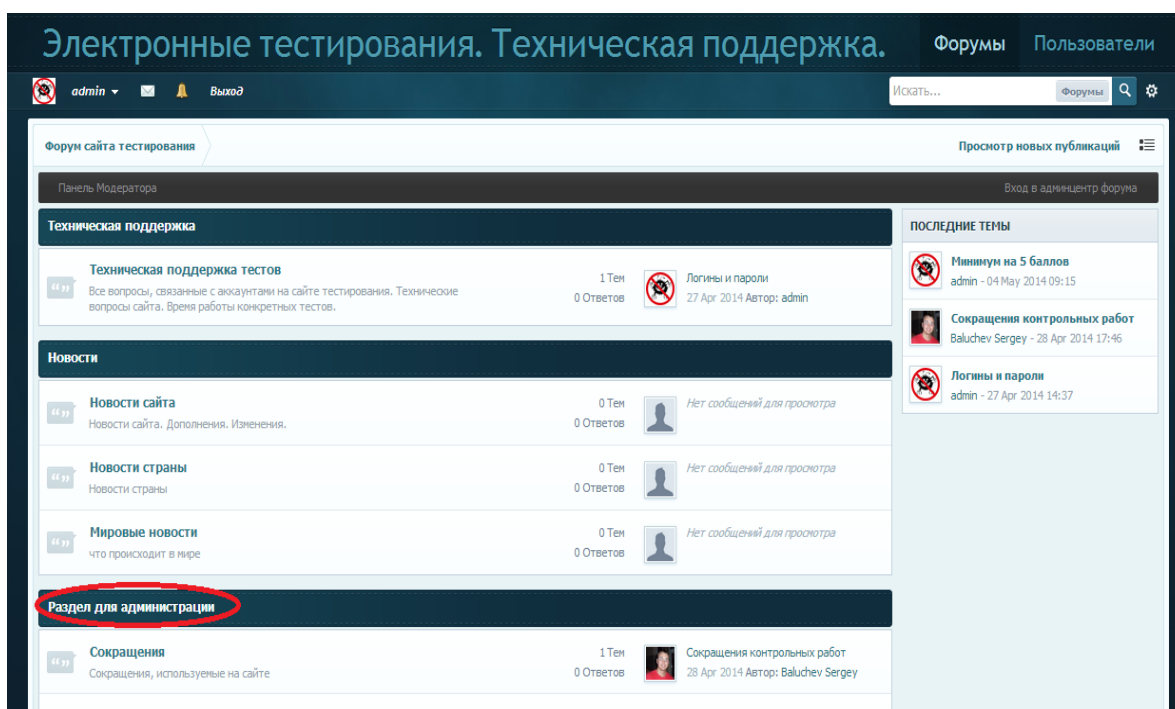 Электронные тестирования. Техническая поддержка.
Форумы
Пользователи
admin
Выход
Искать...
Форумы
Форум сайта тестирования
Просмотр новых публикаций
Панель Модератора
Вход в админцентр форума
Техническая поддержка
Техническая поддержка тестов
Все вопросы, связанные с аккаунтами на сайте тестирования. Технические
вопросы сайта. Время работы конкретных тестов.
1 Тем
0 Ответов
Логины и пароли
27 Apr 2014 Автор: admin
Новости
Новости сайта
Новости сайта. Дополнения. Изменения.
0 Тем
0 Ответов
Нет сообщений для просмотра
Новости страны
Новости страны
0 Тем
0 Ответов
Нет сообщений для просмотра
Мировые новости
что происходит в мире
0 Тем
0 Ответов
Нет сообщений для просмотра
Раздел для администрации
Сокращения
Сокращения, используемые на сайте
1 Тем
0 Ответов
Сокращения контрольных работ
28 Apr 2014 Автор: Baluchev Sergey
ПОСЛЕДНИЕ ТЕМЫ
Минимум на 5 баллов
admin - 04 May 2014 09:15
Сокращения контрольных работ
Baluchev Sergey - 28 Apr 2014 17:46
Логины и пароли
admin - 27 Apr 2014 14:37